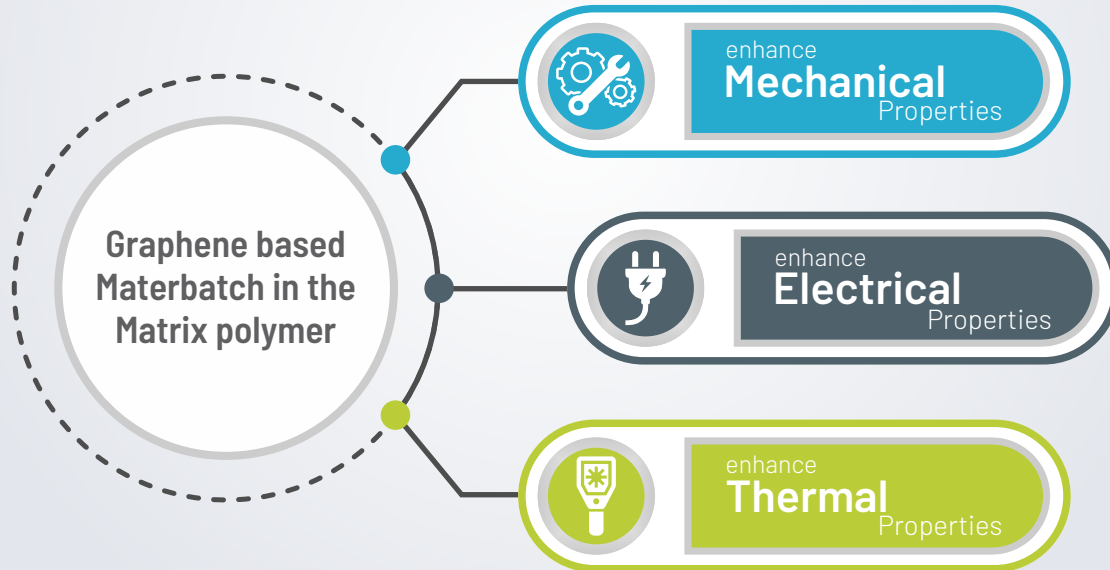 Graphene based
Materbatch in the
Matrix polymer
enhance
Mechanical
Properties
enhance
Electrical
Properties
enhance
Thermal
Properties